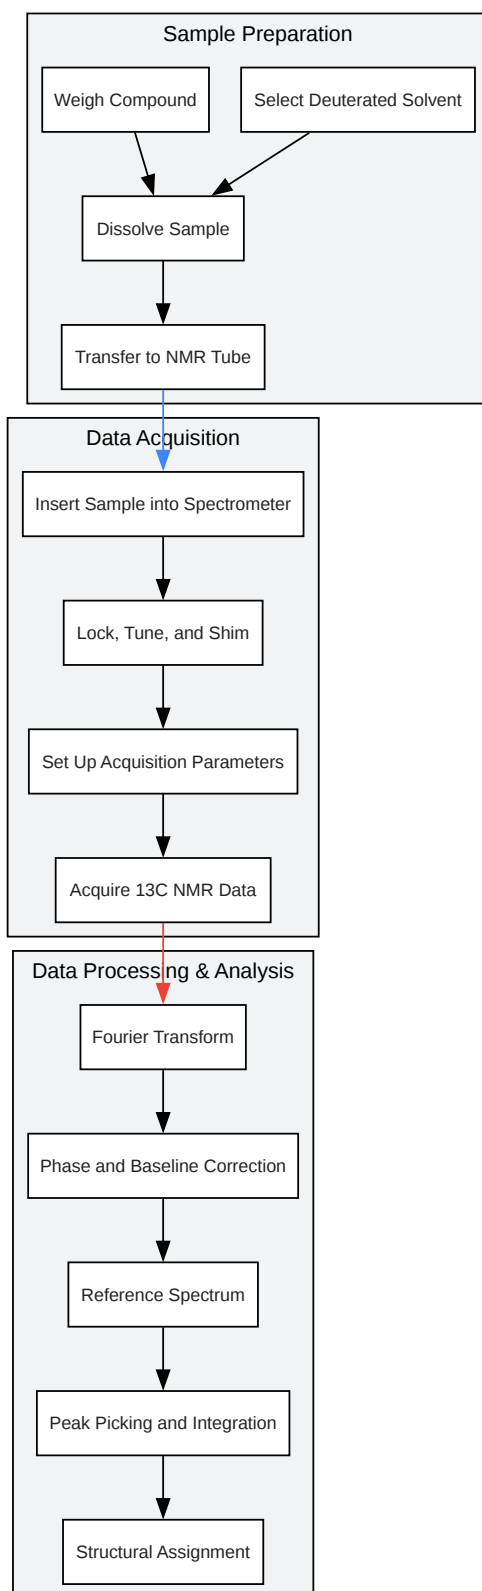 Sample Preparation
Weigh Compound
Select Deuterated Solvent
Dissolve Sample
Transfer to NMR Tube
Data Acquisition
Insert Sample into Spectrometer
Lock, Tune, and Shim
Set Up Acquisition Parameters
Acquire 13C NMR Data
Data Processing & Analysis
Fourier Transform
Phase and Baseline Correction
Reference Spectrum
Peak Picking and Integration
Structural Assignment